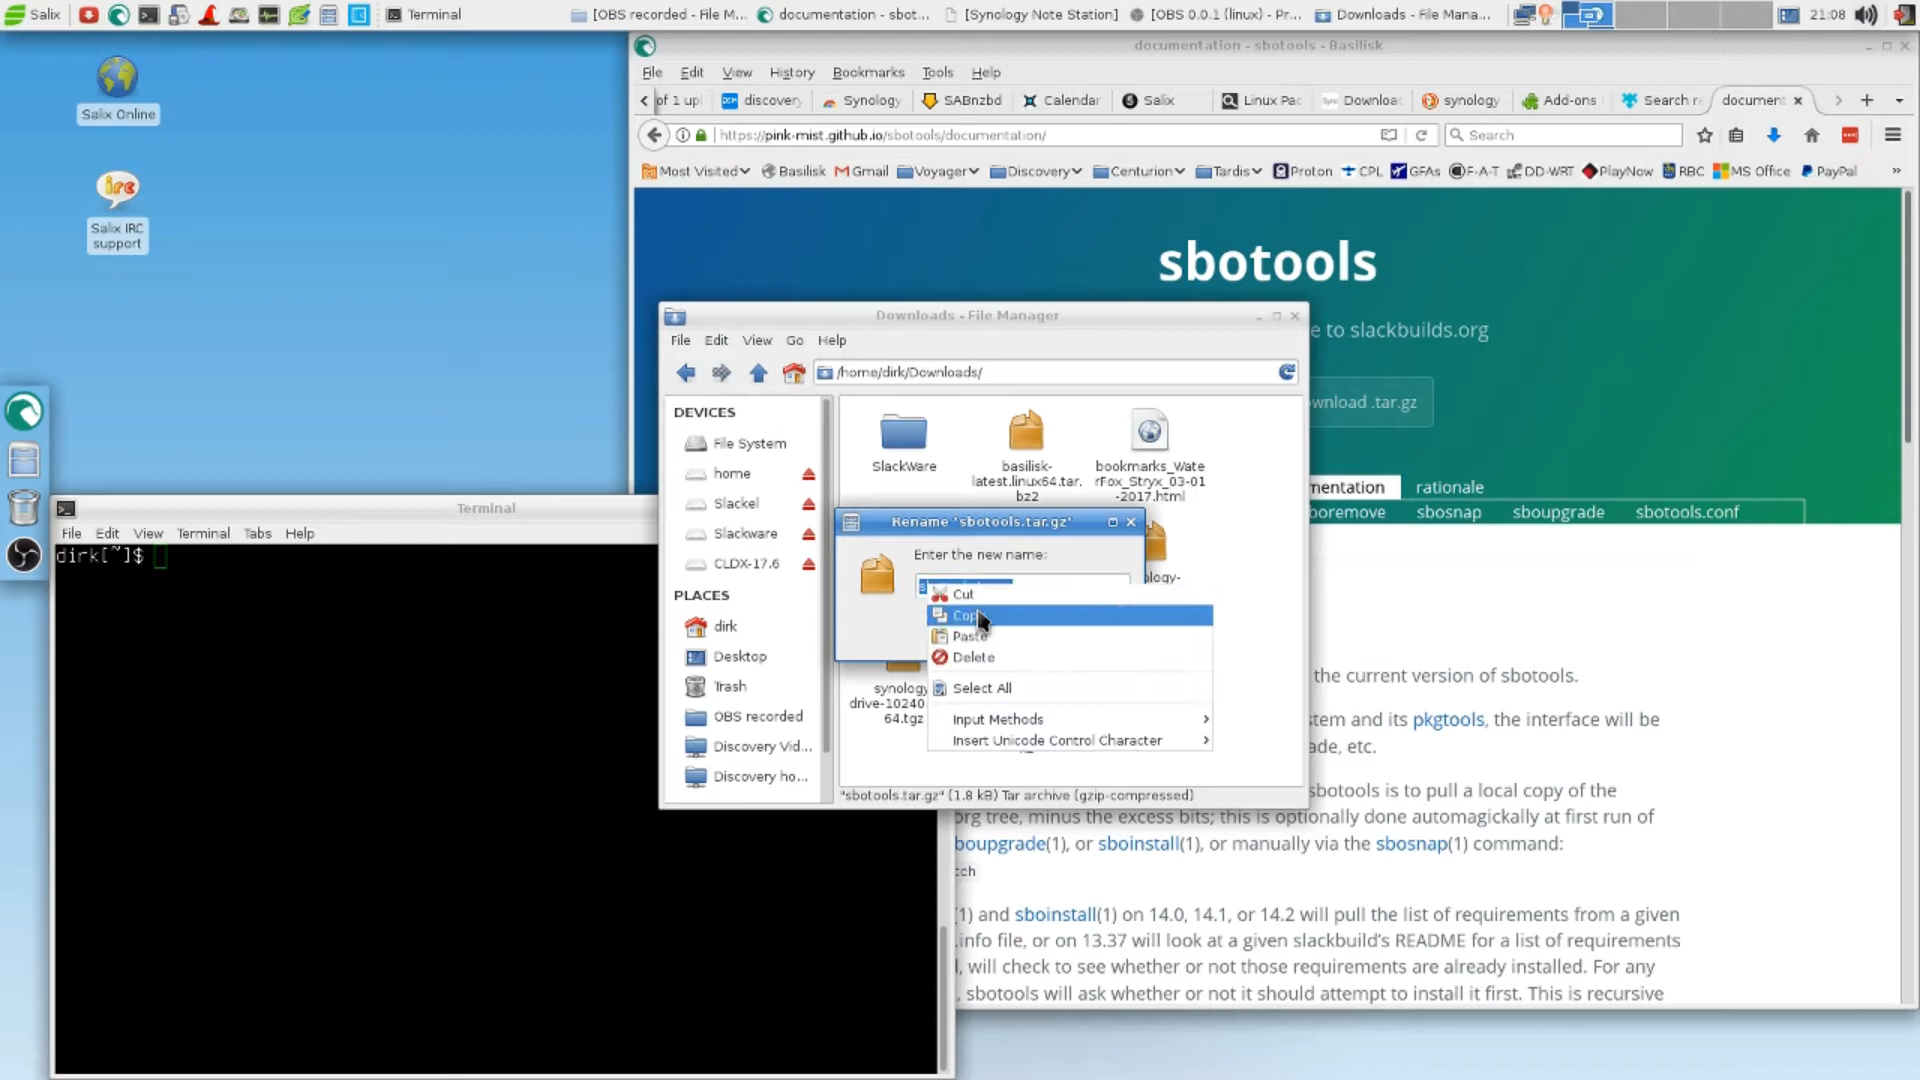 Salix
Terminal
[OBS recorded - File M...
documentation - sbot...
[Synology Note Station]
[OBS 0.0.1 (linux) - Pr...
Downloads - File Mana...
21:08
Salix Online
irc
Salix IRC
support
documentation - sbotools - Basilisk
File Edit View History Bookmarks Tools Help
of 1 upl
discovery
Synology
SABnzbd
Calendar
Salix
Linux Pac
Downloa
synology
Add-ons
Search re
document
https://pink-mist.github.io/sbotools/documentation/
Search
Most Visited
Basilisk
Gmail
Voyager
Discovery
Centurion
Tardis
Proton
CPL
GFAs
F-A-T
DD-WRT
PlayNow
RBC
MS Office
PayPal
sbotools
e to slackbuilds.org
wnload .tar.gz
mentation
rationale
boremove
sbosnap
sboupgrade
sbotools.conf
the current version of sbotools.
stem and its pkgtools, the interface will be
ade, etc.
sbotools is to pull a local copy of the
org tree, minus the excess bits; this is optionally done automagickally at first run of
boupgrade(1), or sboinstall(1), or manually via the sbosnap(1) command:
tch
(1) and sboinstall(1) on 14.0, 14.1, or 14.2 will pull the list of requirements from a given
.info file, or on 13.37 will look at a given slackbuild's README for a list of requirements
, will check to see whether or not those requirements are already installed. For any
, sbotools will ask whether or not it should attempt to install it first. This is recursive
Downloads - File Manager
File Edit View Go Help
/home/dirk/Downloads/
DEVICES
File System
home
Slackel
Slackware
CLDX-17.6
PLACES
dirk
Desktop
Trash
OBS recorded
Discovery Vid...
Discovery ho...
SlackWare
basilisk-
latest.linux64.tar.
bz2
bookmarks_Wate
rFox_Stryx_03-01
-2017.html
ology-
synology
drive-10240
64.tgz
"sbotools.tar.gz" (1.8 kB) Tar archive (gzip-compressed)
Rename "sbotools.tar.gz"
Enter the new name:
Cut
Copy
Paste
Delete
Select All
Input Methods
Insert Unicode Control Character
Terminal
File Edit View Terminal Tabs Help
dirk[~]$